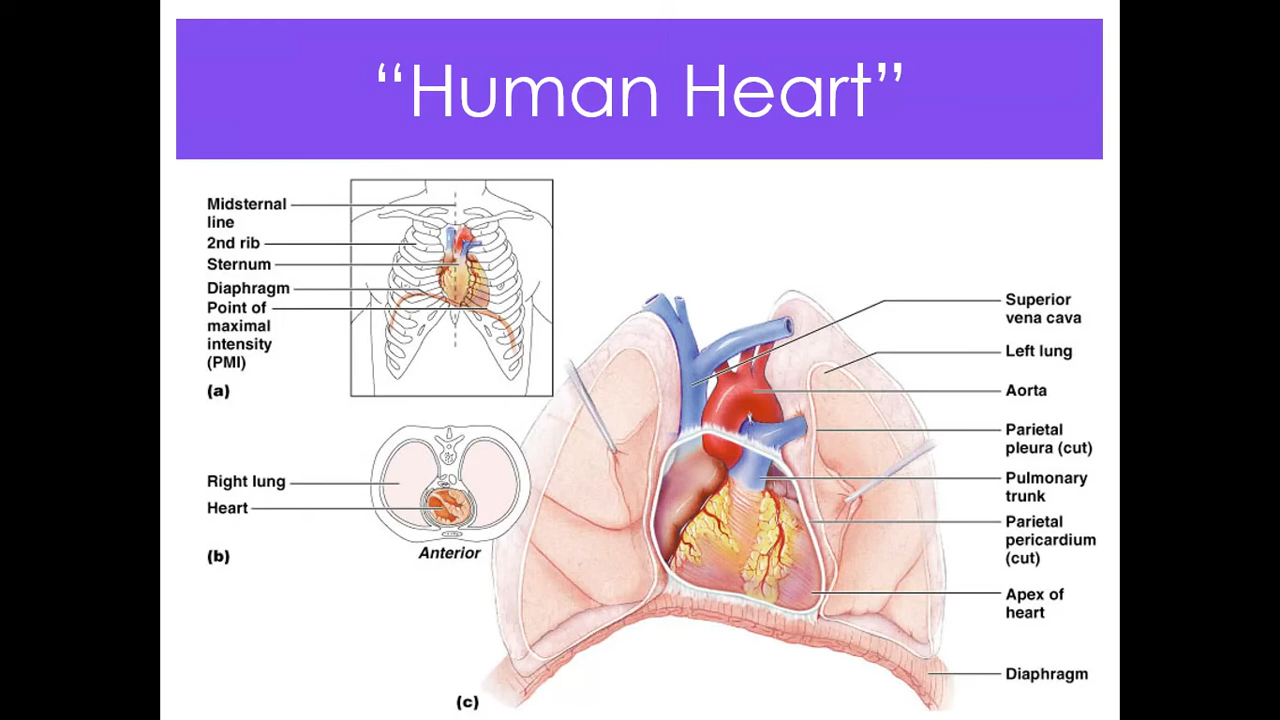 “Human Heart”
Midsternal
line
2nd rib
Sternum
Diaphragm
Point of
maximal
intensity
(PMI)
(a)
Right lung
Heart
(b)
Anterior
Superior
vena cava
Left lung
Aorta
Parietal
pleura (cut)
Pulmonary
trunk
Parietal
pericardium
(cut)
Apex of
heart
Diaphragm
(c)